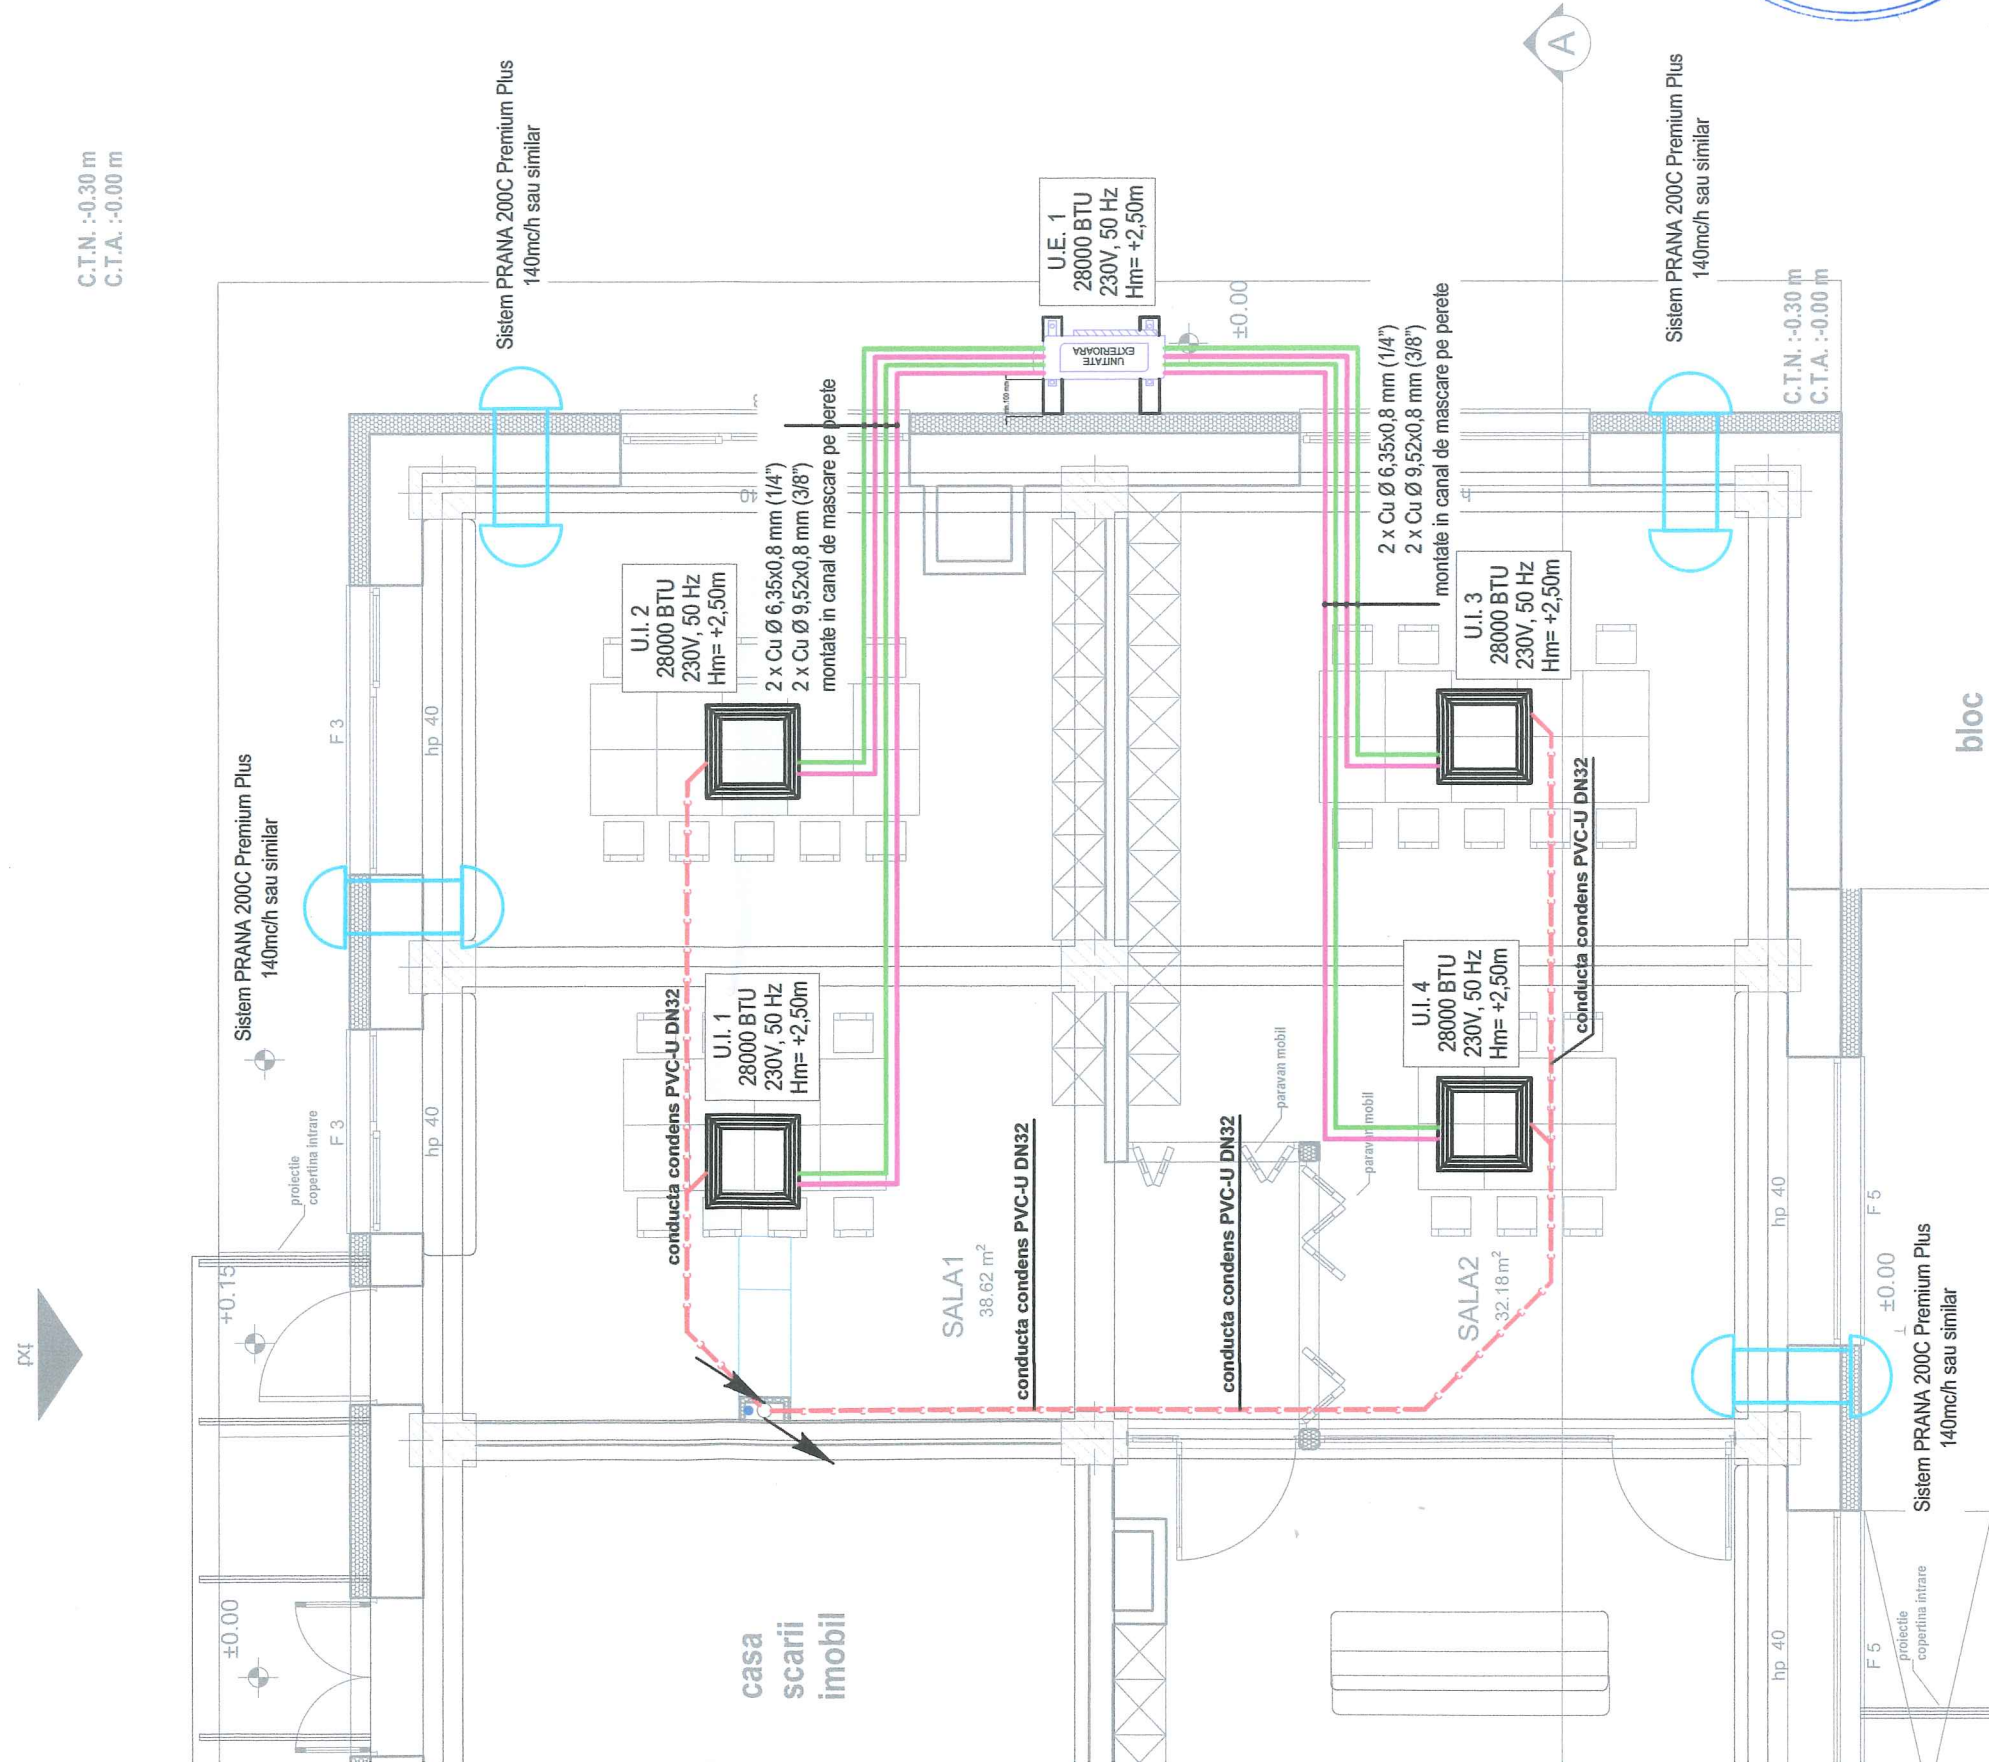 C.T.N. :-0.30 m
C.T.A. :-0.00 m
Sistem PRANA 200C Premium Plus
140mc/h sau similar
A
Sistem PRANA 200C Premium Plus
140mc/h sau similar
U.E. 1
28000 BTU
230V, 50 Hz
Hm= +2,50m
UNITATE
EXTERIOARA
±0.00
C.T.N. :-0.30 m
C.T.A. :-0.00 m
2 x Cu Ø 6,35x0,8 mm (1/4")
2 x Cu Ø 9,52x0,8 mm (3/8")
montate in canal de mascare pe perete
2 x Cu Ø 6,35x0,8 mm (1/4")
2 x Cu Ø 9,52x0,8 mm (3/8")
montate in canal de mascare pe perete
U.I. 2
28000 BTU
230V, 50 Hz
Hm= +2,50m
U.I. 3
28000 BTU
230V, 50 Hz
Hm= +2,50m
F 3
hp 40
Sistem PRANA 200C Premium Plus
140mc/h sau similar
bloc
conducta condens PVC-U DN32
U.I. 1
28000 BTU
230V, 50 Hz
Hm= +2,50m
U.I. 4
28000 BTU
230V, 50 Hz
Hm= +2,50m
conducta condens PVC-U DN32
proiectie
copertina intrare
F 3
hp 40
paravan mobil
paravan mobil
conducta condens PVC-U DN32
conducta condens PVC-U DN32
SALA1
38.62 m²
SALA2
32.18m²
hp 40
F 5
+0.15
±0.00
Sistem PRANA 200C Premium Plus
140mc/h sau similar
±0.00
casa
scarii
imobil
hp 40
F 5
proiectie
copertina intrare